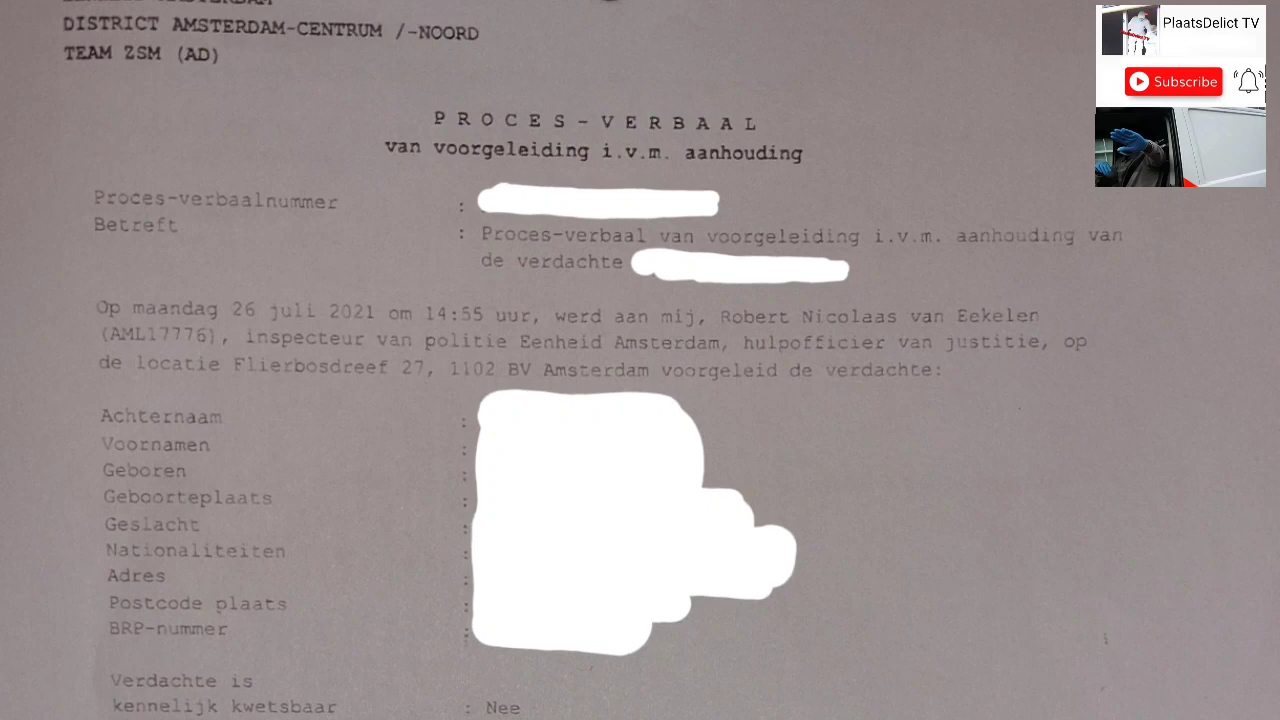 DISTRICT AMSTERDAM-CENTRUM /-NOORD
TEAM ZSM (AD)
PROCES-VERBAAL
van voorgeleiding i.v.m. aanhouding
Proces-verbaalnummer :
Betreft : Proces-verbaal van voorgeleiding i.v.m. aanhouding van
de verdachte
Op maandag 26 juli 2021 om 14:55 uur, werd aan mij, Robert Nicolaas van Eekelen
(AML17776), inspecteur van politie Eenheid Amsterdam, hulpofficier van justitie, op
de locatie Flierbosdreef 27, 1102 BV Amsterdam voorgeleid de verdachte:
Achternaam :
Voornamen :
Geboren :
Geboorteplaats :
Geslacht :
Nationaliteiten :
Adres :
Postcode plaats :
BRP-nummer :
Verdachte is
kennelijk kwetsbaar : Nee
PlaatsDelict TV
Subscribe